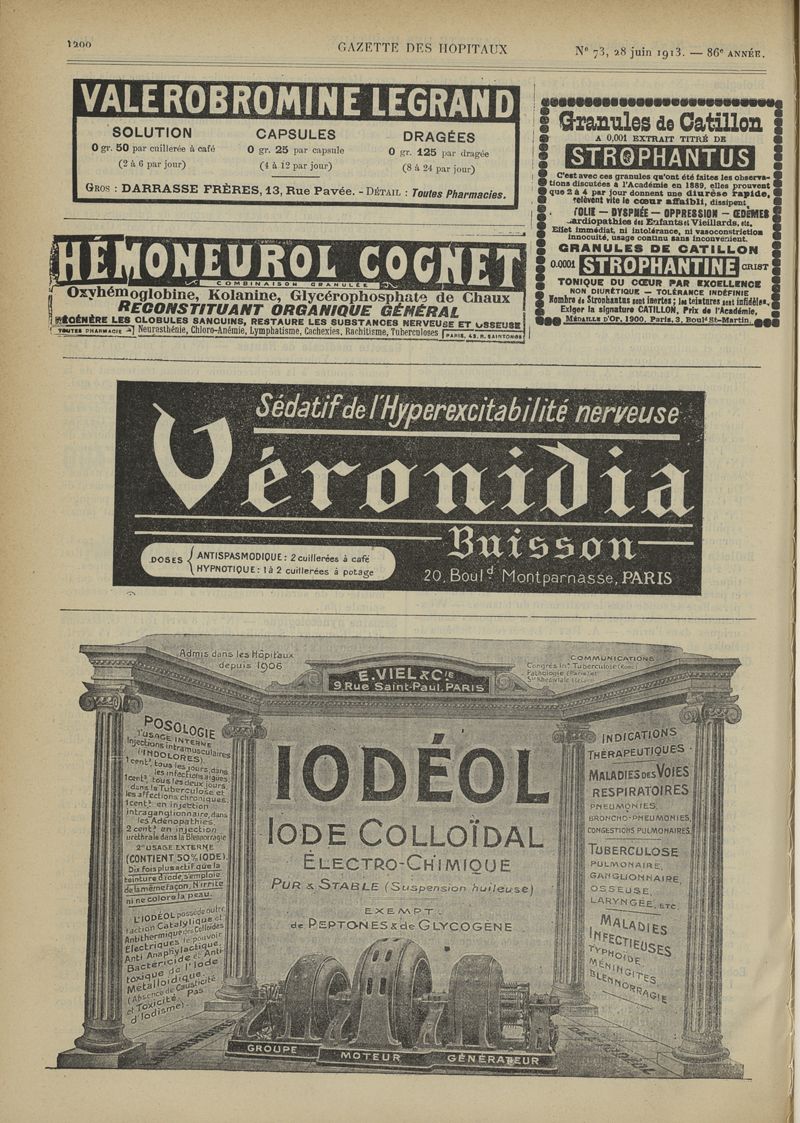 1200
GAZETTE DES HOPITAUX
N° 73, 28 juin 1913. — 86e ANNÉE.
VALEROBROMINE LEGRAND
SOLUTION
0 gr. 50 par cuillerée à café
(2 à 6 par jour)
CAPSULES
0 gr. 25 par capsule
(4 à 12 par jour)
DRAGÉES
0 gr. 125 par dragée
(8 à 24 par jour)
GROS : DARRASSE FRÈRES, 13, Rue Pavée. - DÉTAIL : Toutes Pharmacies.
HÉMONEUROL COGNET
COMBINAISON GRANULÉE
Oxyhémoglobine, Kolanine, Glycérophosphate de Chaux
RECONSTITUANT ORGANIQUE GÉNÉRAL
RÉGÉNÈRE LES GLOBULES SANGUINS, RESTAURE LES SUBSTANCES NERVEUSE ET OSSEUSE
TOUTES PHARMACIES
Neurasthénie, Chloro-Anémie, Lymphatisme, Cachexies, Rachitisme, Tuberculoses
PARIS, 43, R. SAINTONGE
Granules de Catillon
A 0,001 EXTRAIT TITRÉ DE
STROPHANTUS
C'est avec ces granules qu'ont été faites les observa-
tions discutées à l'Académie en 1889, elles prouvent
que 2 à 4 par jour donnent une diurèse rapide,
relèvent vite le cœur affaibli, dissipent
— DYSPNÉE — OPPRESSION — ŒDÈMES
Cardiopathies des Enfants et Vieillards, etc.
Effet immédiat, ni intolérance, ni vasoconstriction
innocuité, usage continu sans inconvénient.
GRANULES DE CATILLON
0.0001 STROPHANTINE CRIST
TONIQUE DU CŒUR PAR EXCELLENCE
NON DIURÉTIQUE — TOLÉRANCE INDÉFINIE
Nombre de Strophantus sont inertes; les teintures sont infidèles.
Exiger la signature CATILLON, Prix de l'Académie,
MÉDAILLE D'OR, 1900, Paris, 3, Bould St-Martin.
Sédatif de l'Hyperexcitabilité nerveuse
Véronidia
Buisson
DOSES
ANTISPASMODIQUE : 2 cuillerées à café
HYPNOTIQUE : 1 à 2 cuillerées à potage
20, Bould Montparnasse, PARIS
Admis dans les Hôpitaux
depuis 1906
E. VIEL & Cie
9 Rue Saint-Paul. PARIS
COMMUNICATIONS
Congrès Int. Tuberculose (Rome)
POSOLOGIE
1° USAGE INTERNE
Injections intramusculaires
(INDOLORES).
1 cent³ tous les jours, dans
les infections aigües
1 cent³ tous les deux jours,
dans la Tuberculose et
les affections chroniques.
1 cent³ en injection
intraganglionnaire, dans
les Adénopathies.
2 cent³ en injection
uréthrale dans la Blennorragie
2° USAGE EXTERNE
(CONTIENT 50% IODE).
Dix fois plus actif que la
teinture d'iode, s'emploie
de la même façon. N'irrite
ni ne colore la peau.
L'IODÉOL possède outre
l'action Catalytique et
Antithermique des Colloïdes
Électriques le pouvoir
Anti Anaphylactique,
Bactéricide et Anti-
toxique de l'Iode
Métalloïdique.
(Absence de Causticité
et Toxicité. Pas
d'Iodisme).
IODÉOL
IODE COLLOÏDAL
ÉLECTRO-CHIMIQUE
PUR & STABLE (Suspension huileuse)
EXEMPT
de PEPTONES & de GLYCOGENE
INDICATIONS
THÉRAPEUTIQUES
MALADIES DES VOIES
RESPIRATOIRES
PNEUMONIES,
BRONCHO-PNEUMONIES,
CONGESTIONS PULMONAIRES.
TUBERCULOSE
PULMONAIRE,
GANGLIONNAIRE,
OSSEUSE,
LARYNGÉE, ETC.
MALADIES
INFECTIEUSES
TYPHOÏDE,
MÉNINGITES,
BLENNORRAGIE
GROUPE
MOTEUR
GÉNÉRATEUR